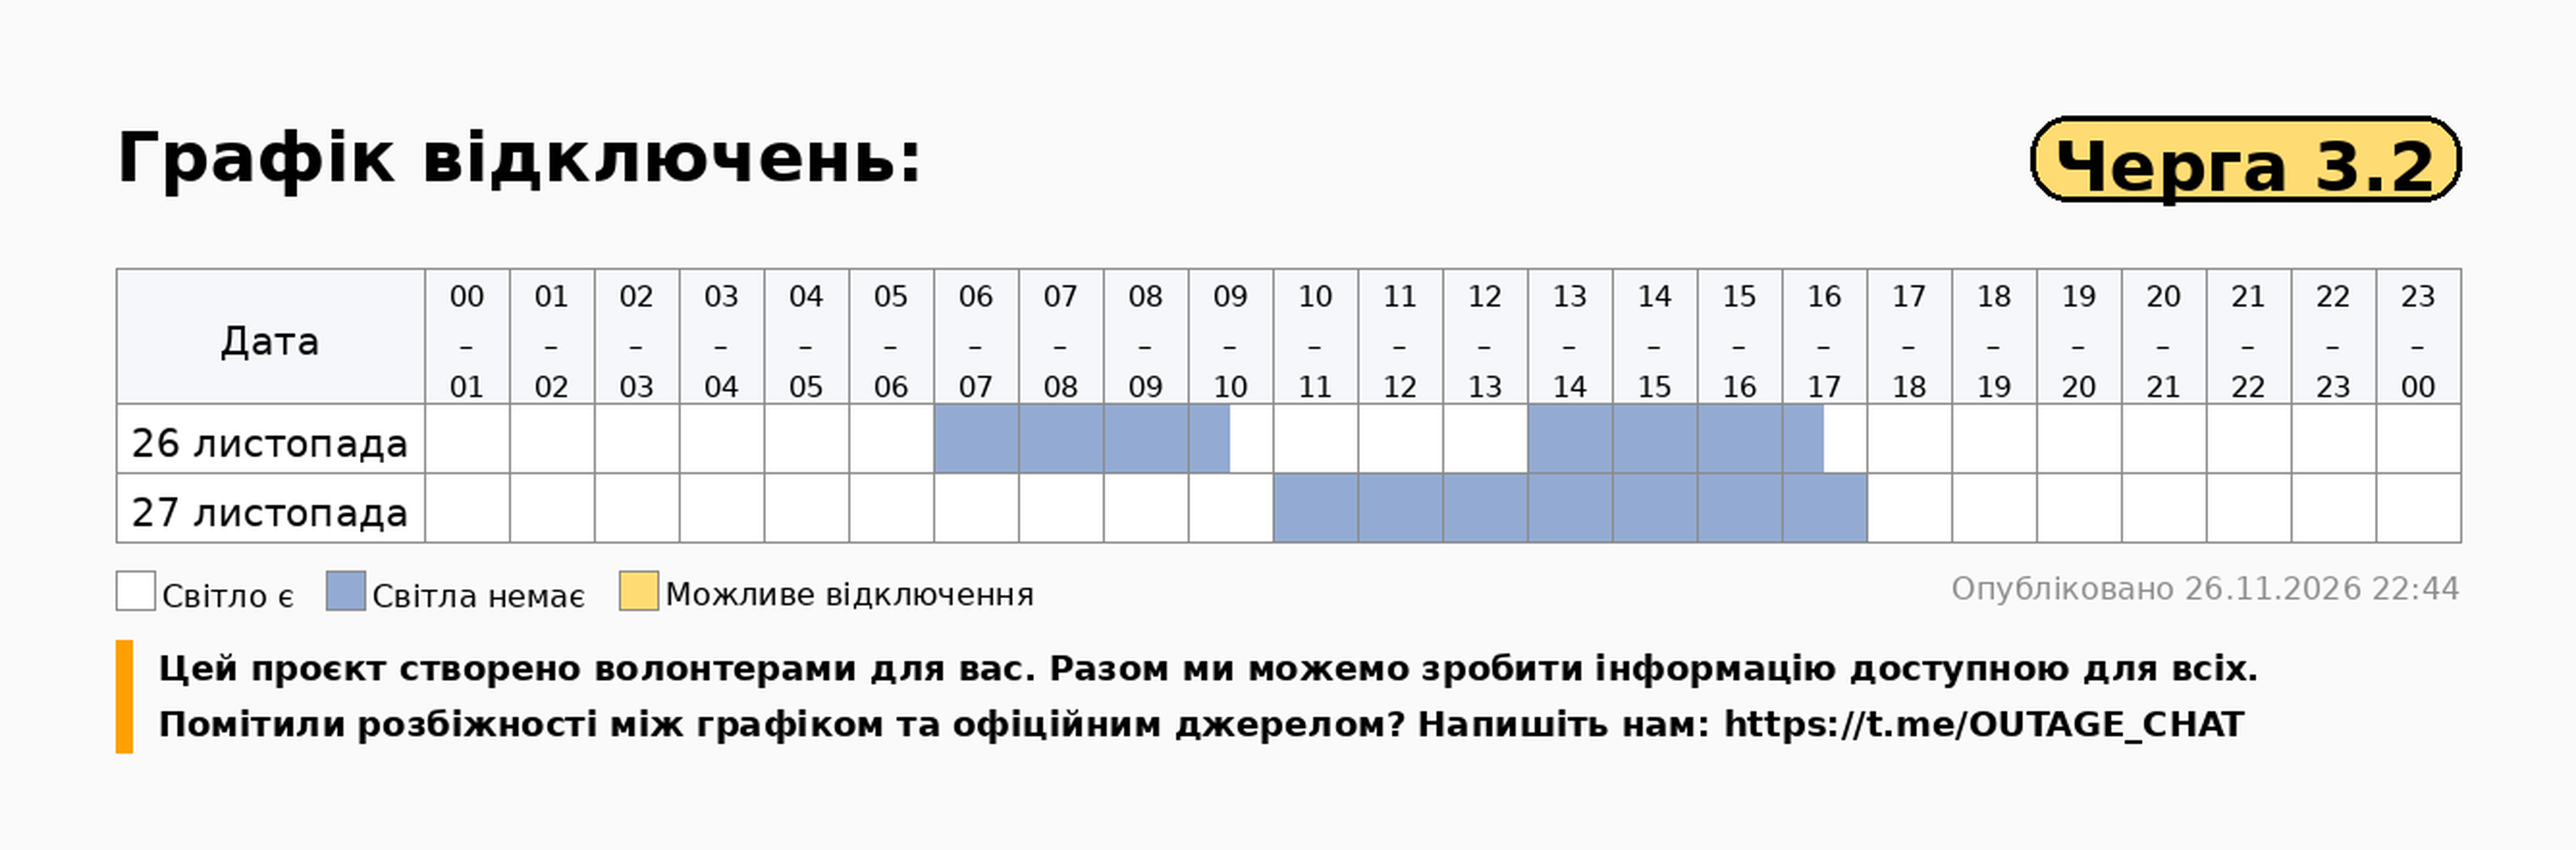 Графік відключень:
Черга 3.2
Дата 00 – 01 01 – 02 02 – 03 03 – 04 04 – 05 05 – 06 06 – 07 07 – 08 08 – 09 09 – 10 10 – 11 11 – 12 12 – 13 13 – 14 14 – 15 15 – 16 16 – 17 17 – 18 18 – 19 19 – 20 20 – 21 21 – 22 22 – 23 23 – 00
26 листопада
27 листопада
Світло є Світла немає Можливе відключення
Опубліковано 26.11.2026 22:44
Цей проєкт створено волонтерами для вас. Разом ми можемо зробити інформацію доступною для всіх.
Помітили розбіжності між графіком та офіційним джерелом? Напишіть нам: https://t.me/OUTAGE_CHAT